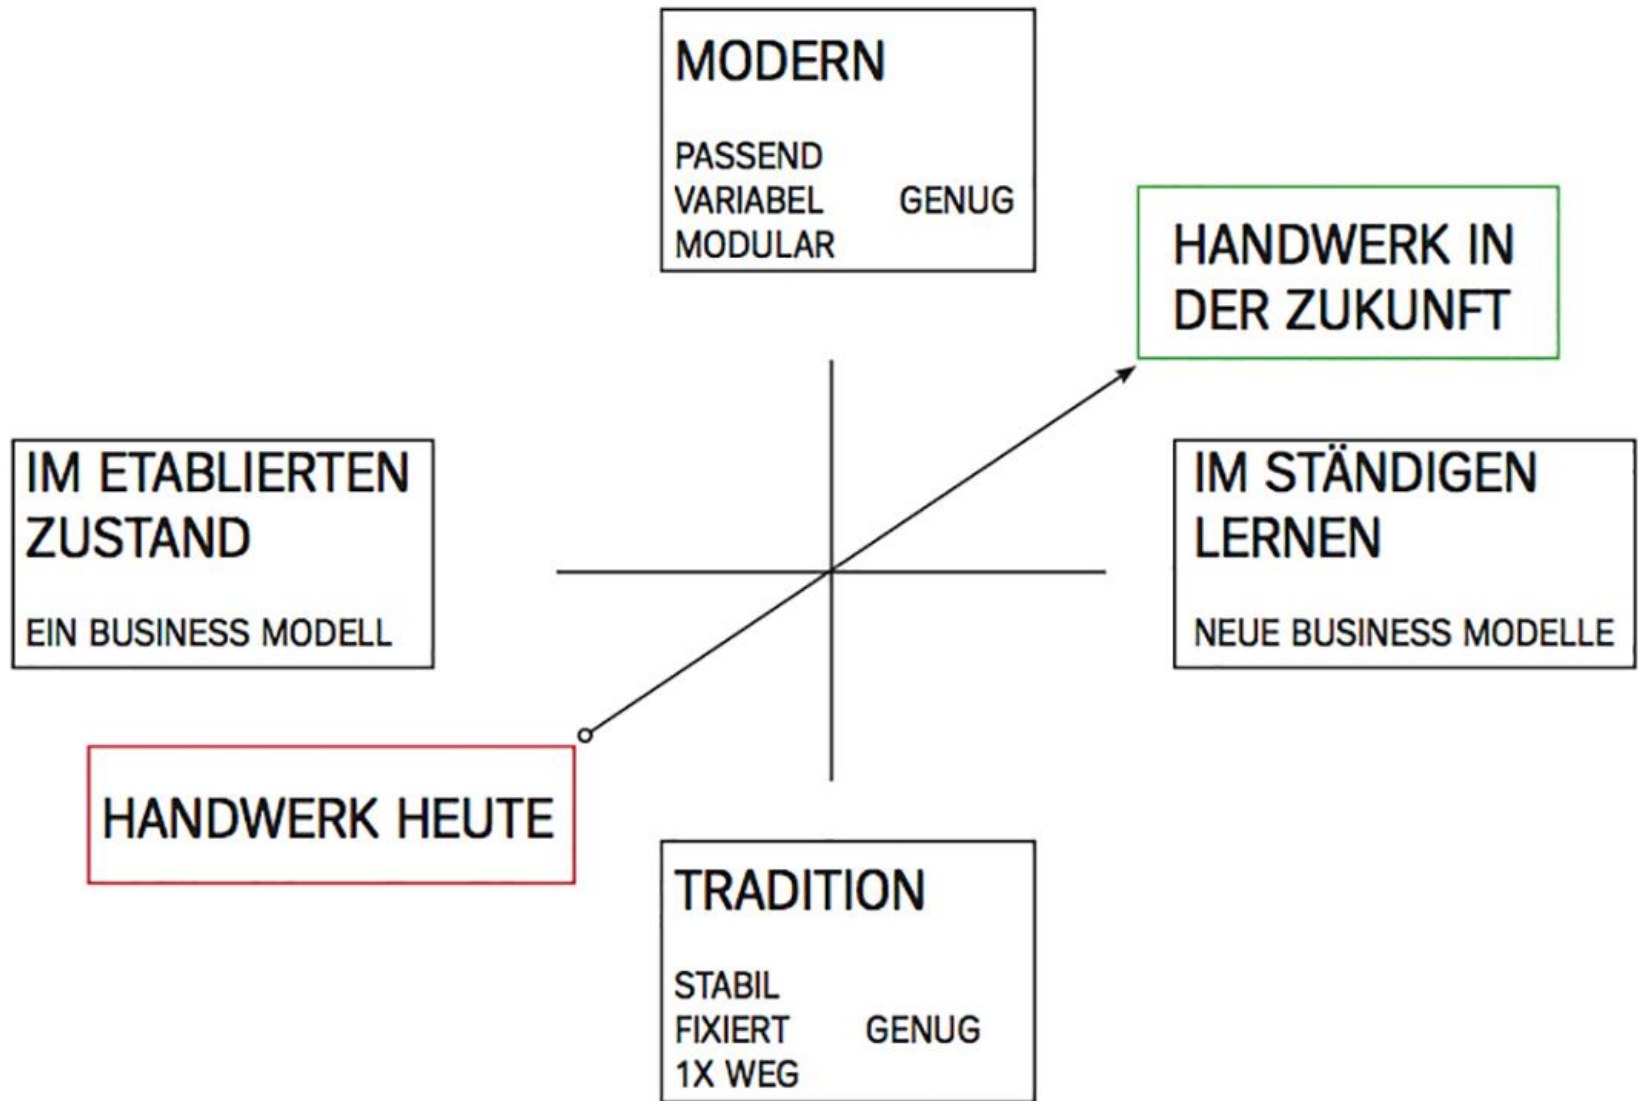 MODERN
PASSEND
VARIABEL GENUG
MODULAR
HANDWERK IN
DER ZUKUNFT
IM ETABLIERTEN
ZUSTAND
EIN BUSINESS MODELL
IM STÄNDIGEN
LERNEN
NEUE BUSINESS MODELLE
HANDWERK HEUTE
TRADITION
STABIL
FIXIERT GENUG
1X WEG